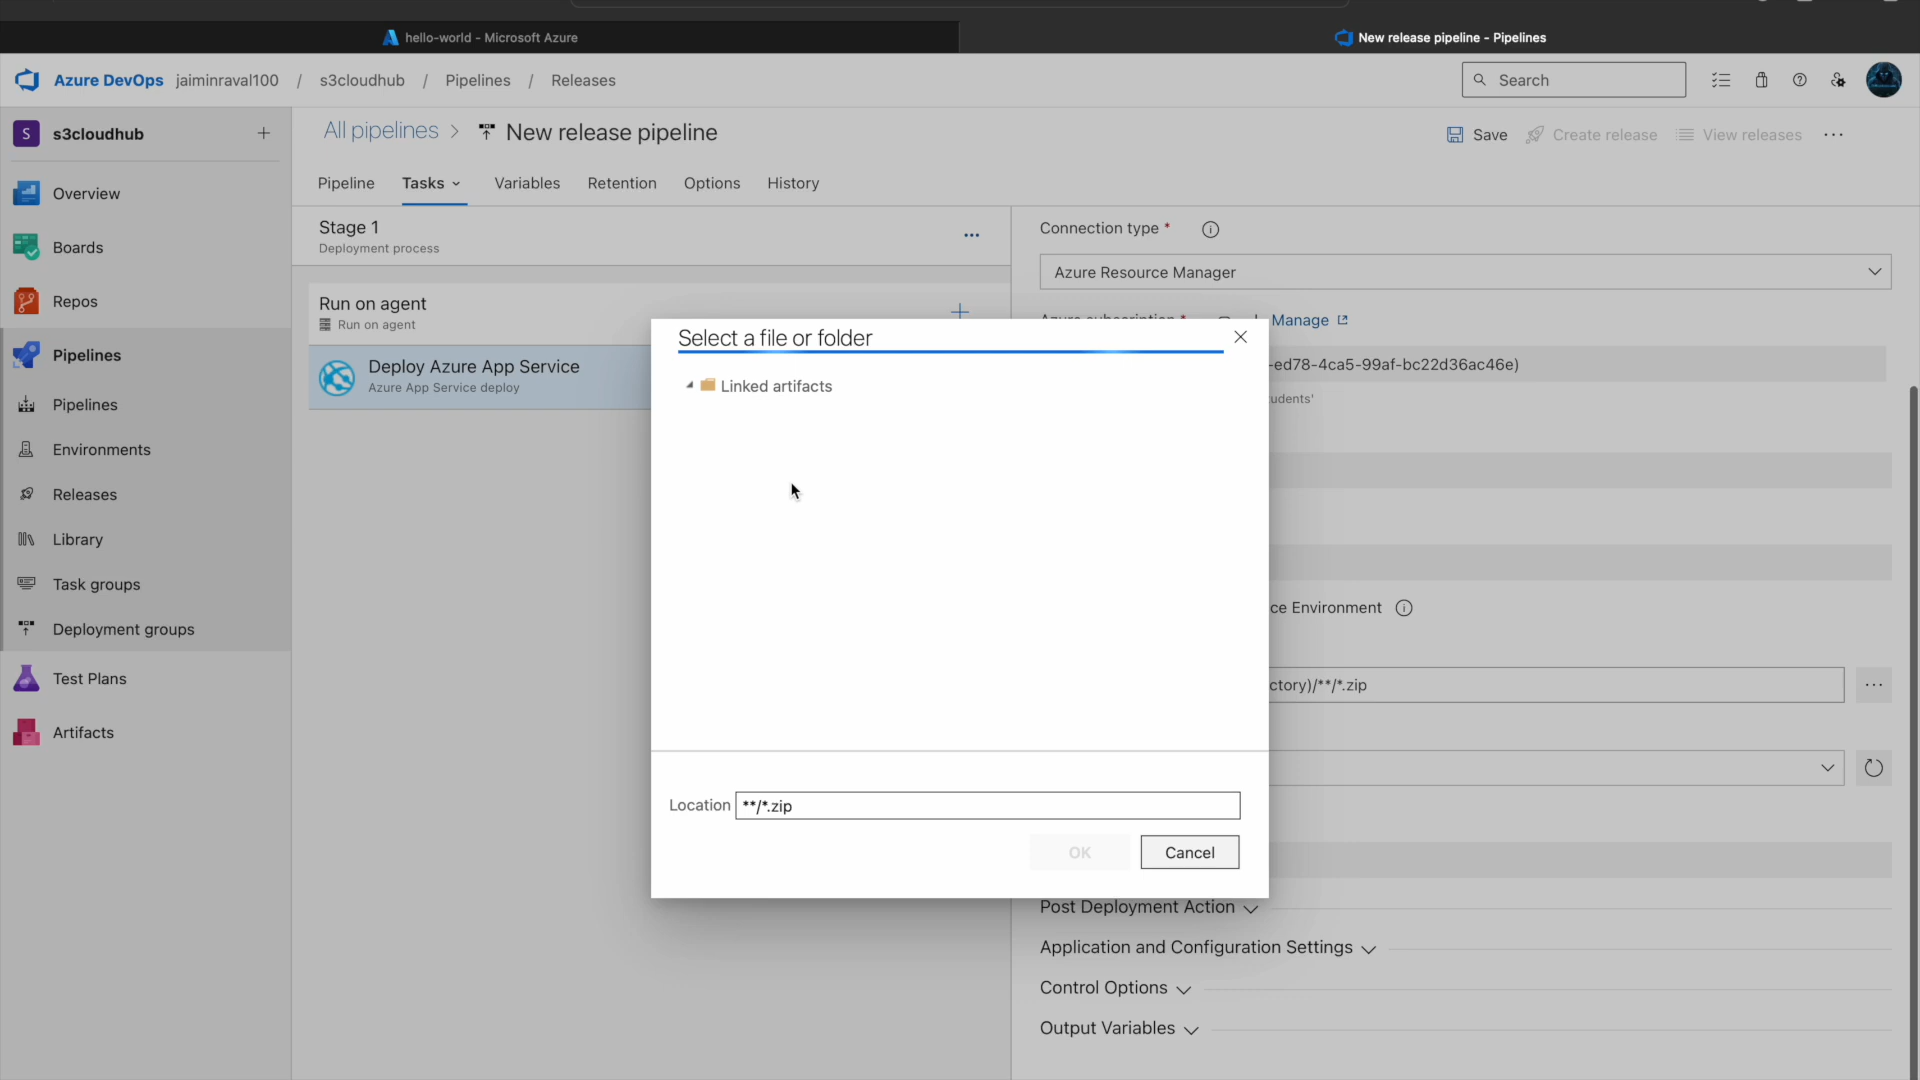 hello-world - Microsoft Azure
New release pipeline - Pipelines
Azure DevOps jaiminraval100 / s3cloudhub / Pipelines / Releases
Search
S s3cloudhub
All pipelines > New release pipeline
Save Create release View releases ...
Pipeline Tasks Variables Retention Options History
Overview
Boards
Repos
Pipelines
Pipelines
Environments
Releases
Library
Task groups
Deployment groups
Test Plans
Artifacts
Stage 1
Deployment process
...
Run on agent
Run on agent
Deploy Azure App Service
Azure App Service deploy
Connection type *
Azure Resource Manager
Manage
-ed78-4ca5-99af-bc22d36ac46e)
udents'
ce Environment
ctory)/**/*.zip
...
Post Deployment Action
Application and Configuration Settings
Control Options
Output Variables
Select a file or folder
Linked artifacts
Location **/*.zip
OK Cancel